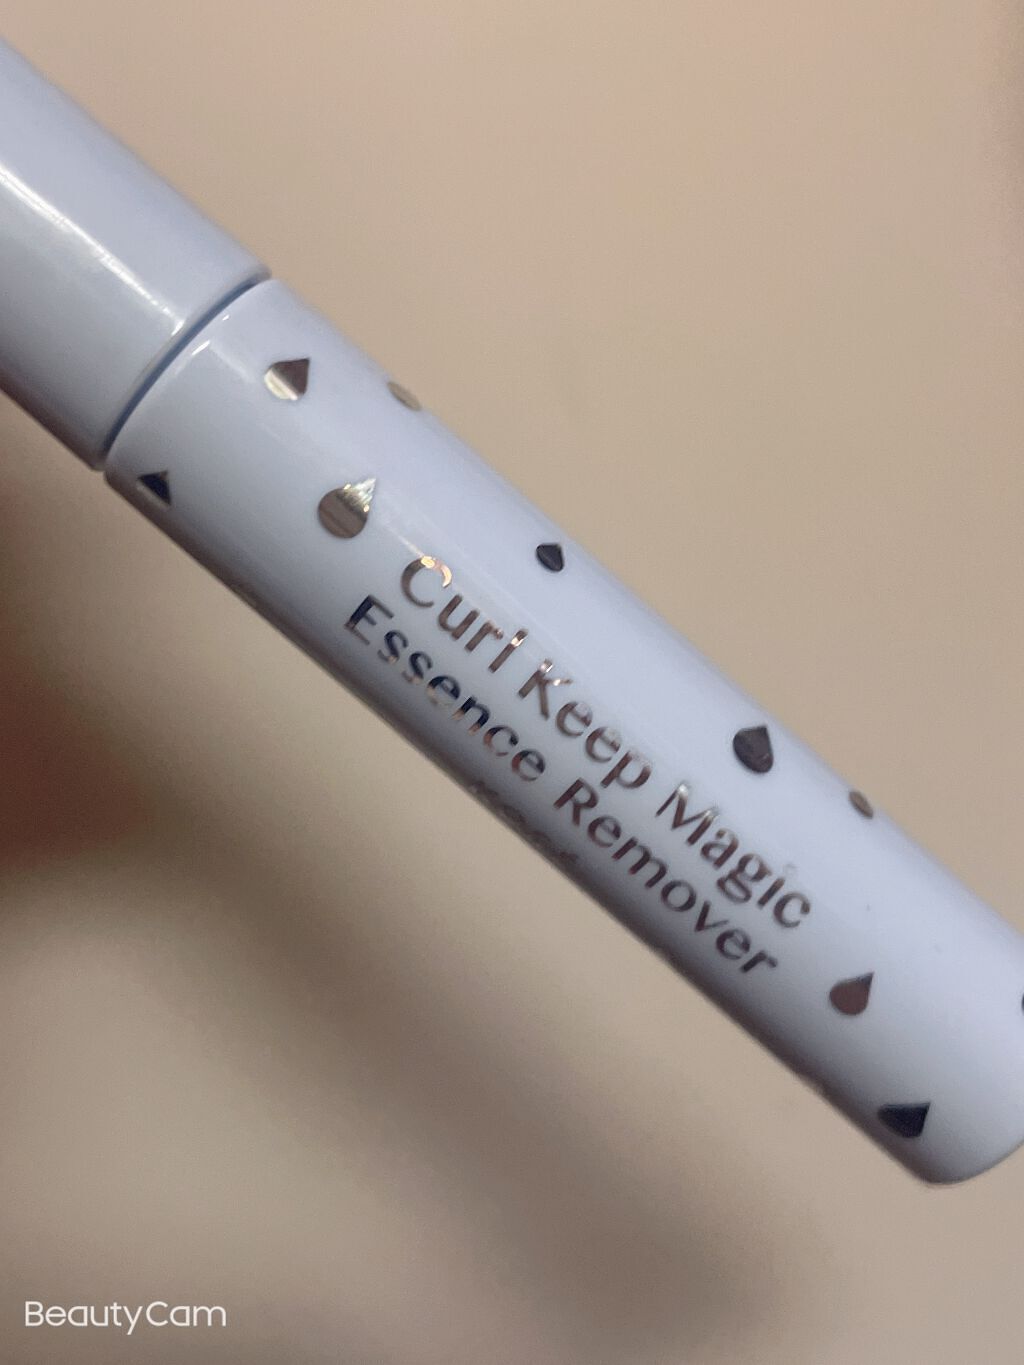 Curl Keep Magic
Essence Remover
BeautyCam